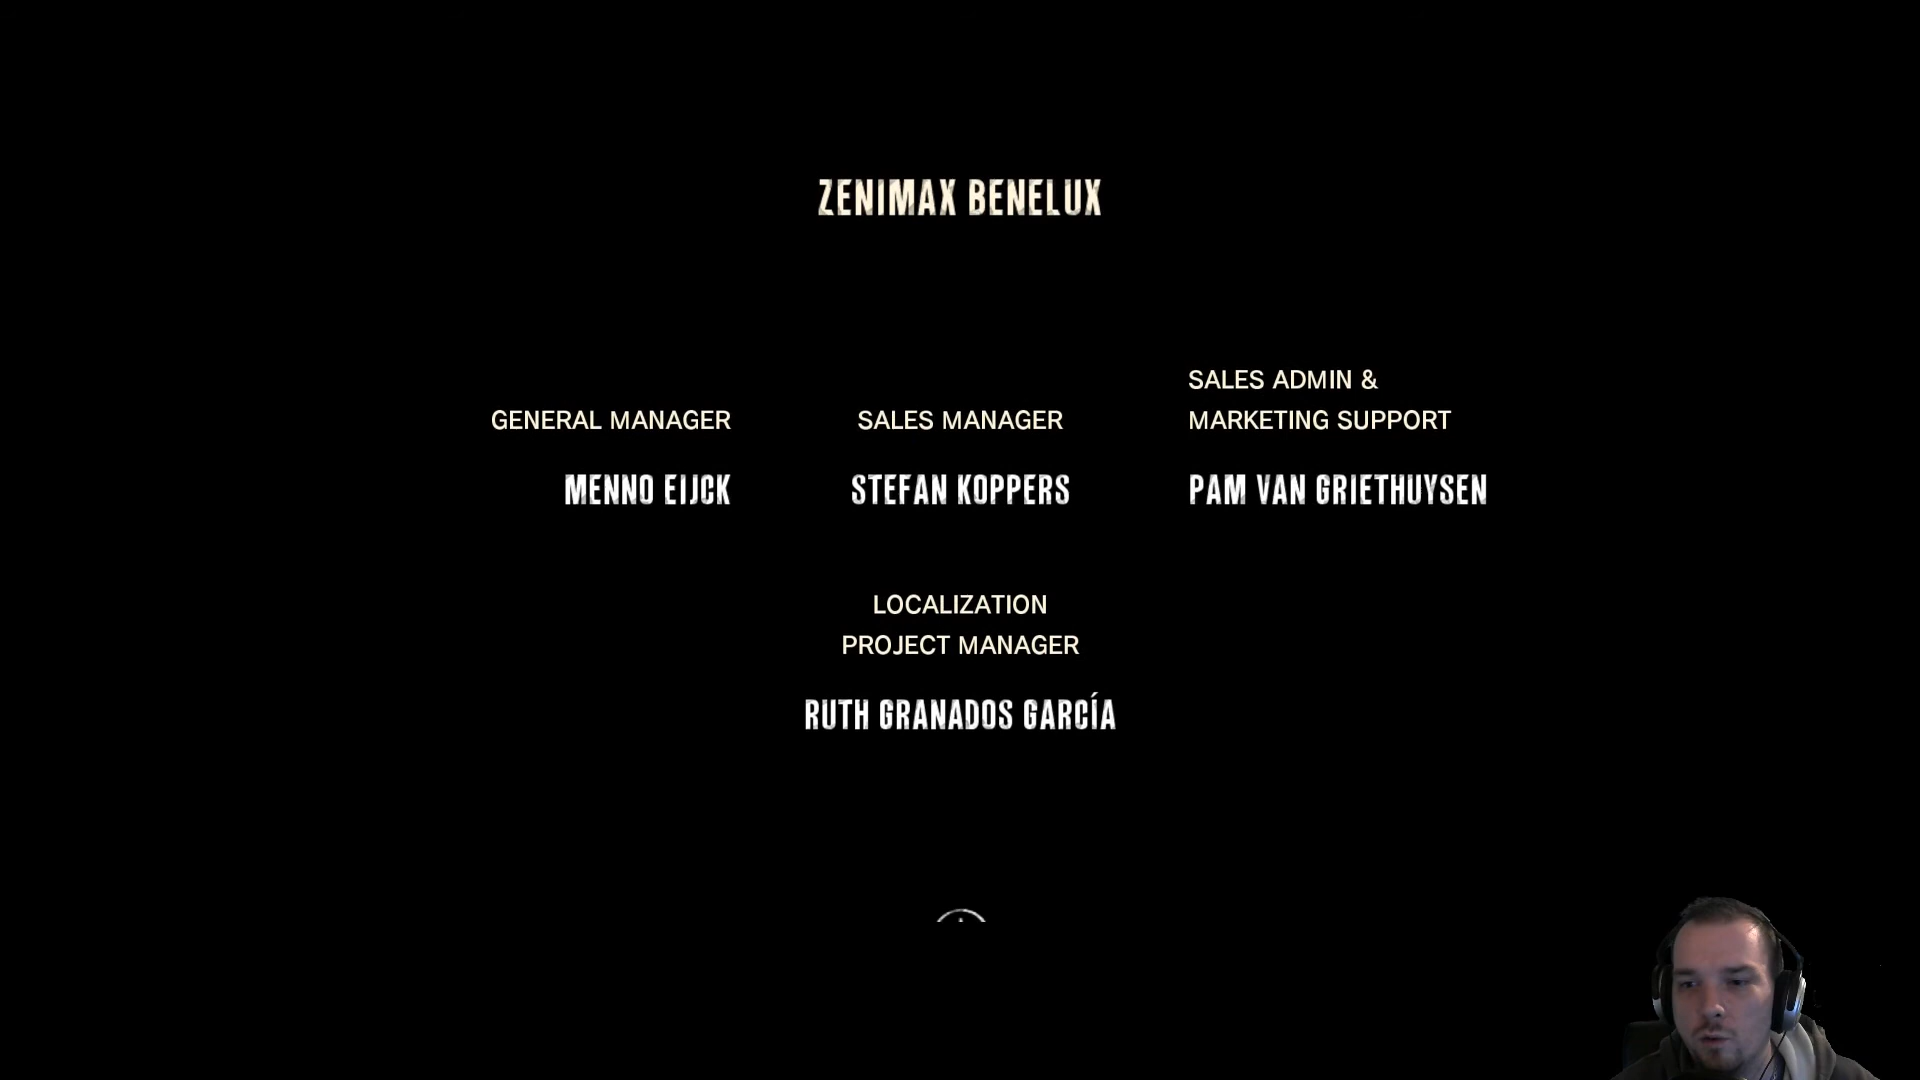 ZENIMAX BENELUX
GENERAL MANAGER
MENNO EIJCK
SALES MANAGER
STEFAN KOPPERS
SALES ADMIN &
MARKETING SUPPORT
PAM VAN GRIETHUYSEN
LOCALIZATION
PROJECT MANAGER
RUTH GRANADOS GARCÍA